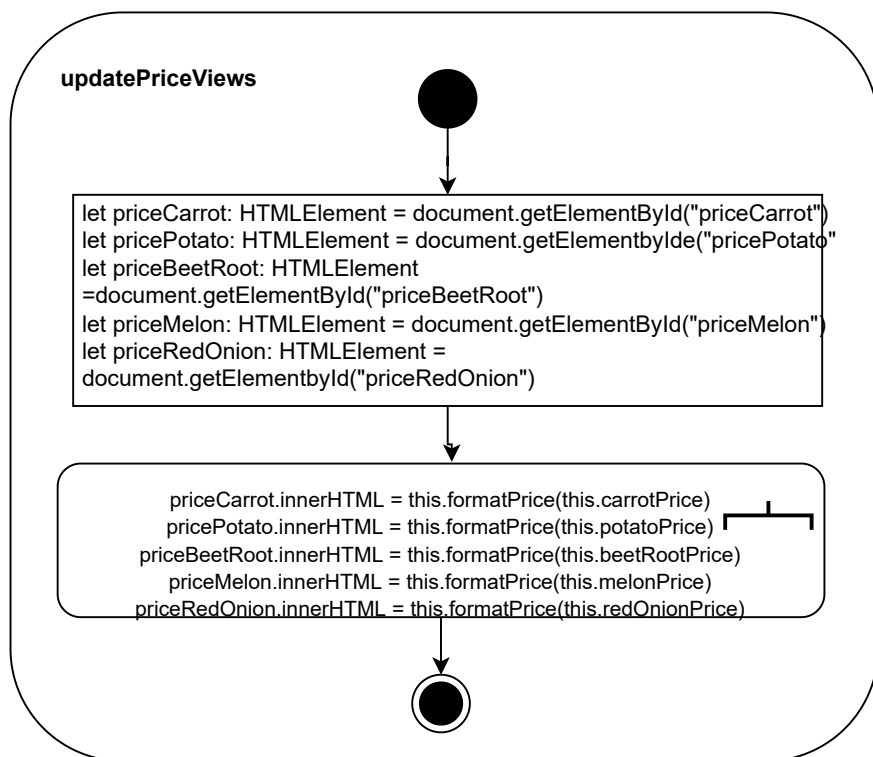 updatePriceViews
let priceCarrot: HTMLElement = document.getElementById("priceCarrot")
let pricePotato: HTMLElement = document.getElementbyIde("pricePotato"
let priceBeetRoot: HTMLElement
=document.getElementById("priceBeetRoot")
let priceMelon: HTMLElement = document.getElementById("priceMelon")
let priceRedOnion: HTMLElement =
document.getElementbyId("priceRedOnion")
priceCarrot.innerHTML = this.formatPrice(this.carrotPrice)
pricePotato.innerHTML = this.formatPrice(this.potatoPrice)
priceBeetRoot.innerHTML = this.formatPrice(this.beetRootPrice)
priceMelon.innerHTML = this.formatPrice(this.melonPrice)
priceRedOnion.innerHTML = this.formatPrice(this.redOnionPrice)